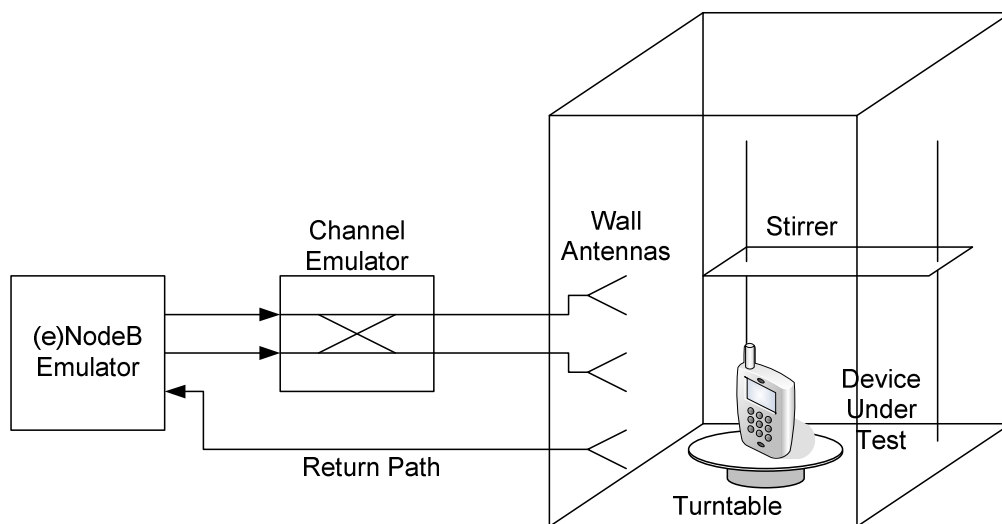 Channel
Emulator
Wall
Antennas
Stirrer
(e)NodeB
Emulator
Device
Under
Test
Return Path
Turntable